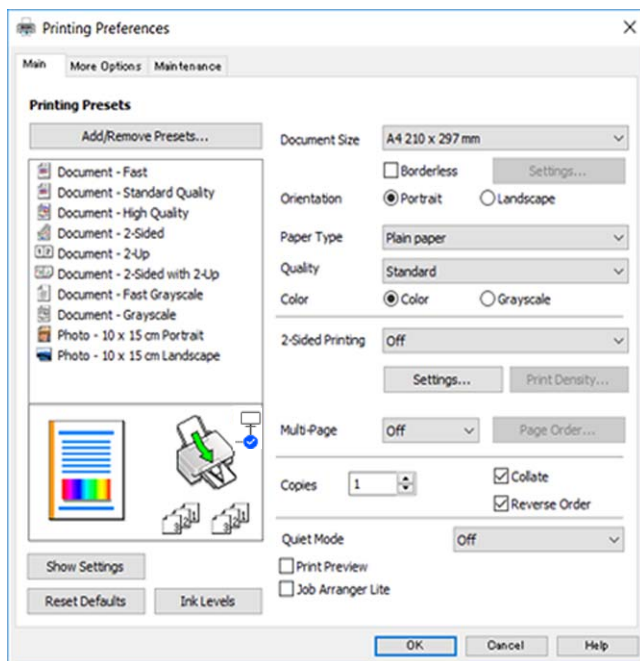 Printing Preferences
Main
More Options
Maintenance
Printing Presets
Add/Remove Presets...
Document - Fast
Document - Standard Quality
Document - High Quality
Document - 2-Sided
Document - 2-Up
Document - 2-Sided with 2-Up
Document - Fast Grayscale
Document - Grayscale
Photo - 10 x 15 cm Portrait
Photo - 10 x 15 cm Landscape
Show Settings
Reset Defaults
Ink Levels
Document Size
A4 210 x 297 mm
Borderless
Settings...
Orientation
Portrait
Landscape
Paper Type
Plain paper
Quality
Standard
Color
Color
Grayscale
2-Sided Printing
Off
Settings...
Print Density...
Multi-Page
Off
Page Order...
Copies
1
Collate
Reverse Order
Quiet Mode
Off
Print Preview
Job Arranger Lite
OK
Cancel
Help